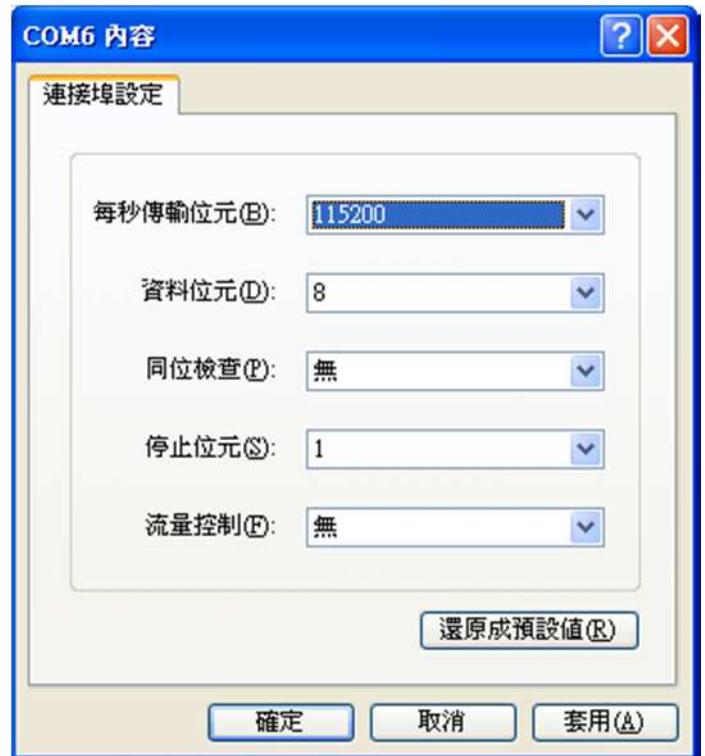 COM6 內容
連接埠設定
每秒傳輸位元(B): 115200
資料位元(D): 8
同位檢查(P): 無
停止位元(S): 1
流量控制(F): 無
還原成預設値(R)
確定 取消 套用(A)